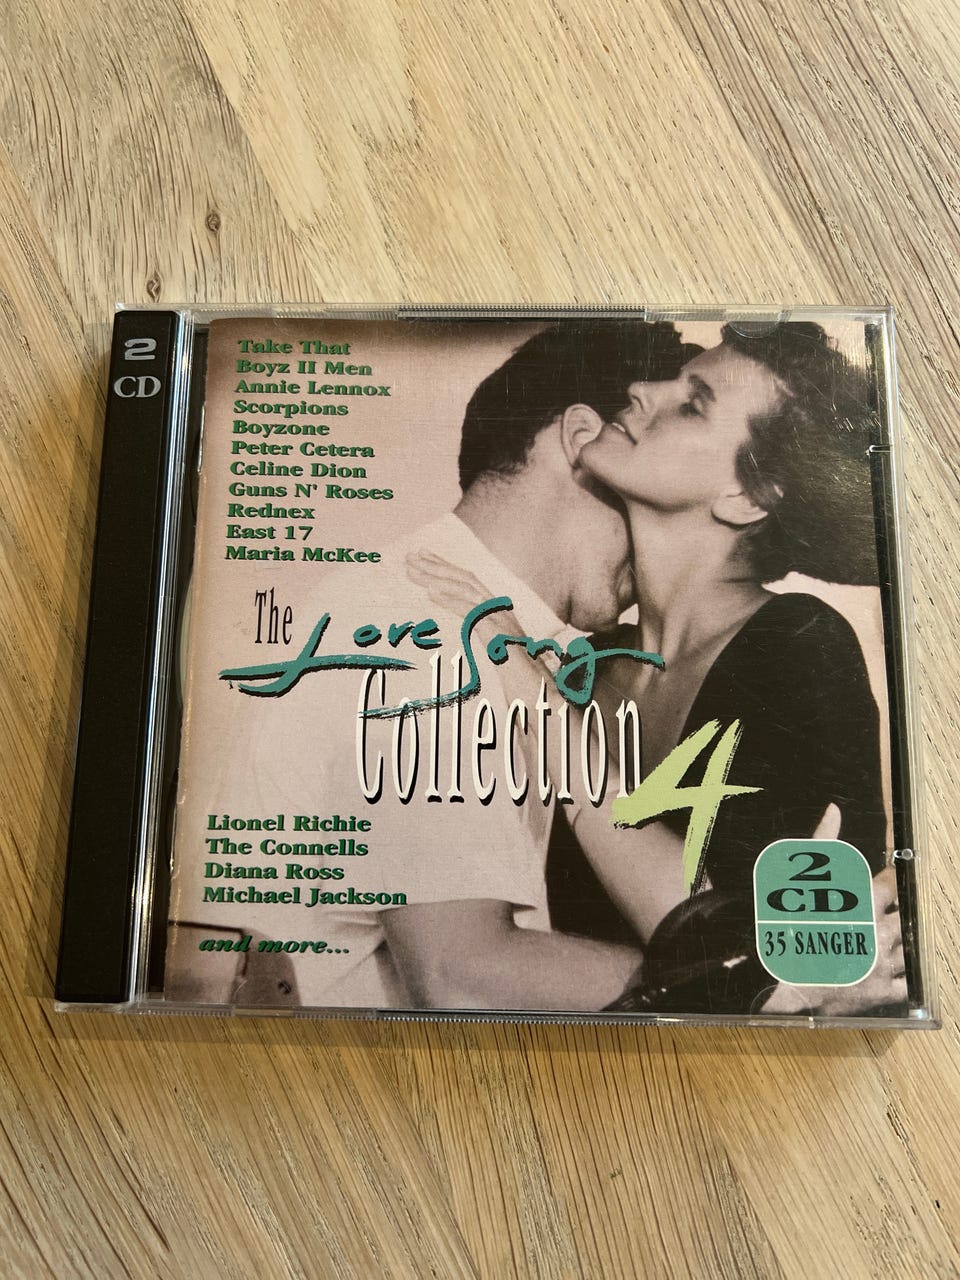 2
CD
Take That
Boyz II Men
Annie Lennox
Scorpions
Boyzone
Peter Cetera
Celine Dion
Guns N' Roses
Rednex
East 17
Maria McKee
The Love Song
Collection 4
Lionel Richie
The Connells
Diana Ross
Michael Jackson
and more...
2
CD
35 SANGER